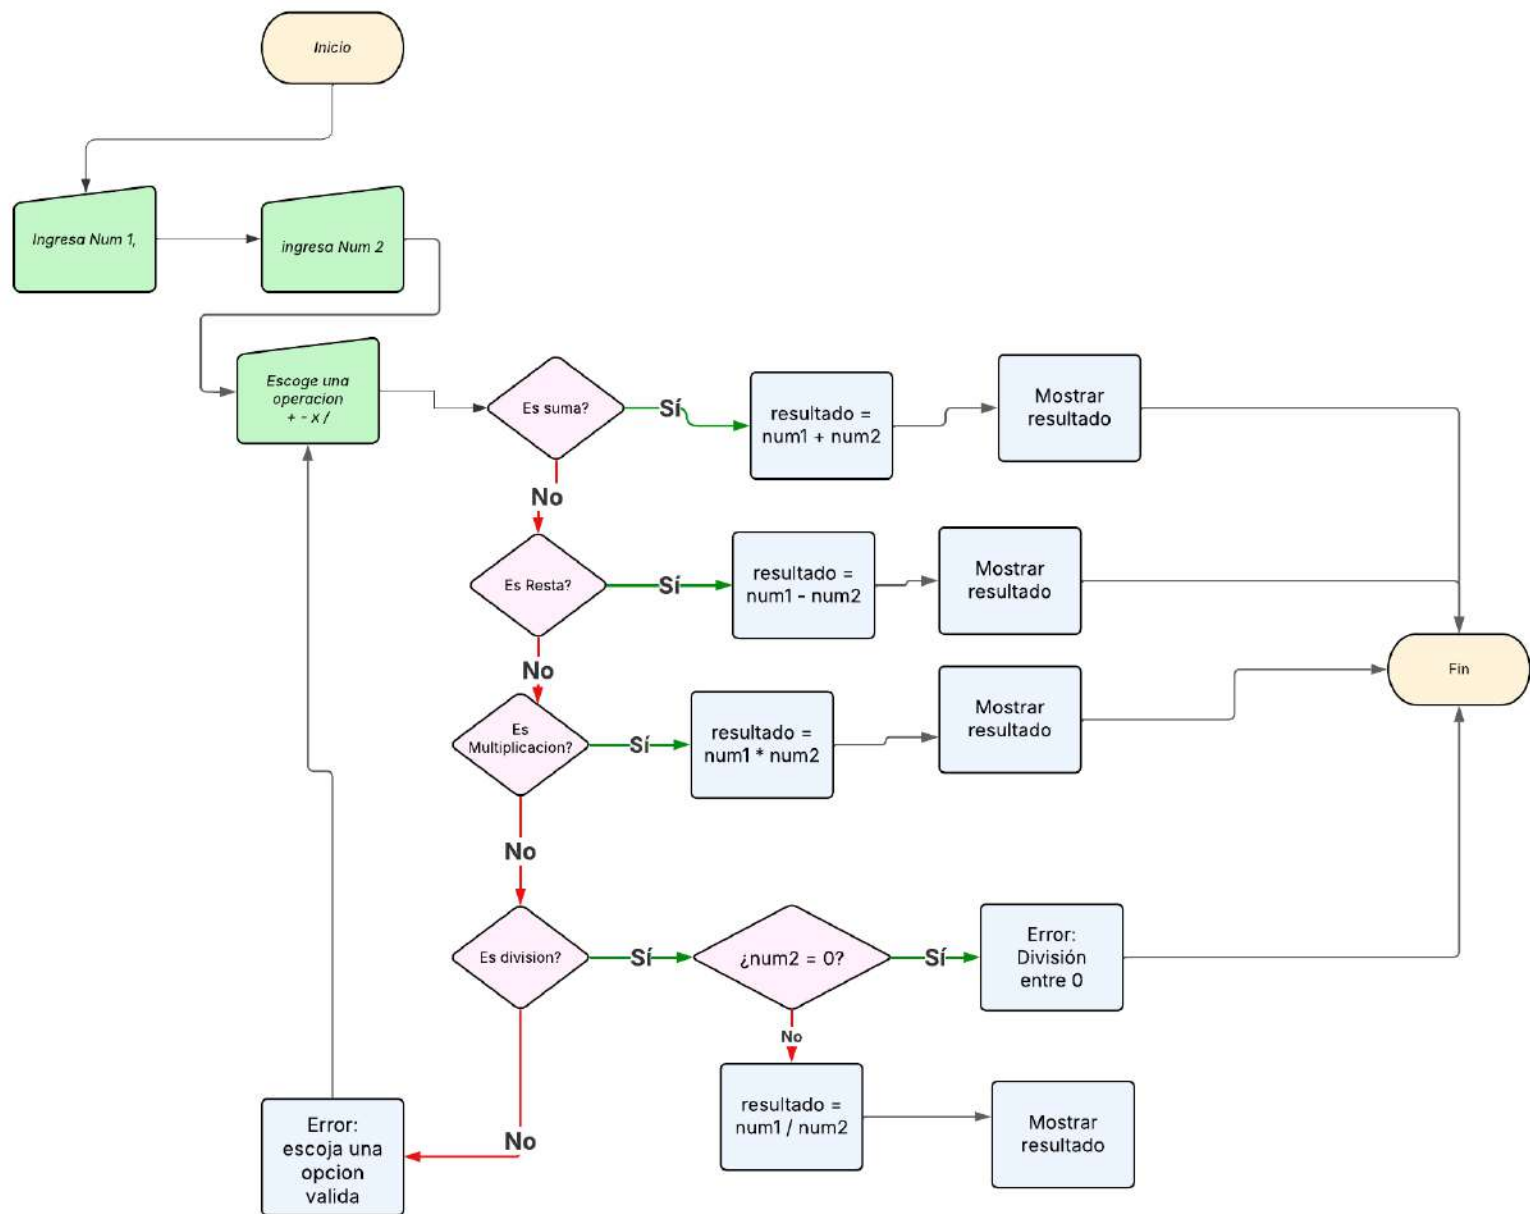 Inicio
Ingresa Num 1,
ingresa Num 2
Escoge una
operacion
+ - x /
Es suma?
Sí
resultado =
num1 + num2
Mostrar
resultado
No
Es Resta?
Sí
resultado =
num1 - num2
Mostrar
resultado
Fin
No
Es
Multiplicacion?
Sí
resultado =
num1 * num2
Mostrar
resultado
No
Es division?
Sí
¿num2 = 0?
Sí
Error:
División
entre 0
No
resultado =
num1 / num2
Mostrar
resultado
No
Error:
escoja una
opcion
valida